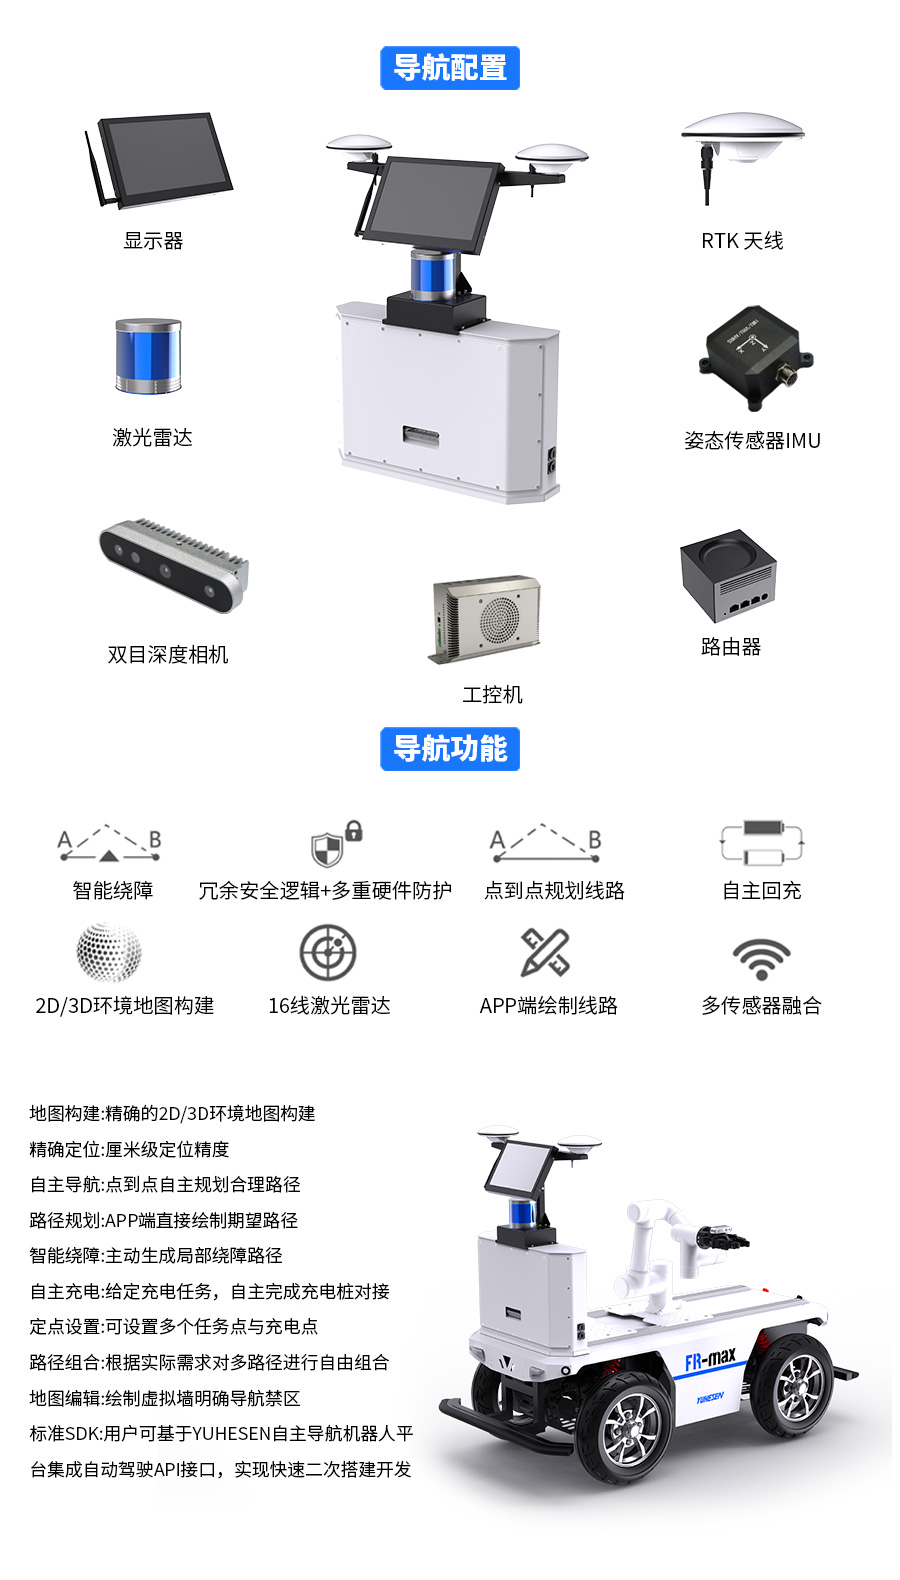 导航配置
显示器
RTK 天线
激光雷达
姿态传感器IMU
双目深度相机
工控机
路由器
导航功能
A B
A B
智能绕障
冗余安全逻辑+多重硬件防护
点到点规划线路
自主回充
2D/3D环境地图构建
16线激光雷达
APP端绘制线路
多传感器融合
地图构建:精确的2D/3D环境地图构建
精确定位:厘米级定位精度
自主导航:点到点自主规划合理路径
路径规划:APP端直接绘制期望路径
智能绕障:主动生成局部绕障路径
自主充电:给定充电任务，自主完成充电桩对接
定点设置:可设置多个任务点与充电点
路径组合:根据实际需求对多路径进行自由组合
地图编辑:绘制虚拟墙明确导航禁区
标准SDK:用户可基于YUHESEN自主导航机器人平
台集成自动驾驶API接口，实现快速二次搭建开发
FR-max
YUHESEN